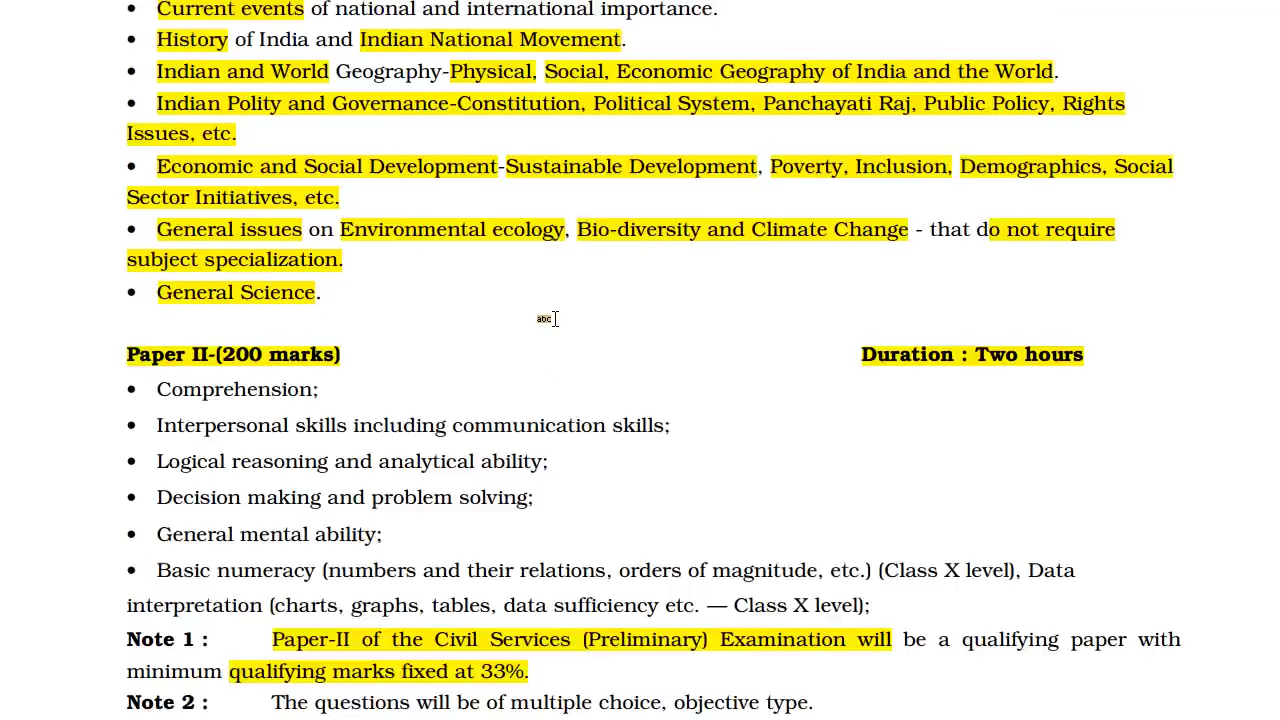 • Current events of national and international importance.
• History of India and Indian National Movement.
• Indian and World Geography-Physical, Social, Economic Geography of India and the World.
• Indian Polity and Governance-Constitution, Political System, Panchayati Raj, Public Policy, Rights
Issues, etc.
• Economic and Social Development-Sustainable Development, Poverty, Inclusion, Demographics, Social
Sector Initiatives, etc.
• General issues on Environmental ecology, Bio-diversity and Climate Change - that do not require
subject specialization.
• General Science.
abc
Paper II-(200 marks) Duration : Two hours
• Comprehension;
• Interpersonal skills including communication skills;
• Logical reasoning and analytical ability;
• Decision making and problem solving;
• General mental ability;
• Basic numeracy (numbers and their relations, orders of magnitude, etc.) (Class X level), Data
interpretation (charts, graphs, tables, data sufficiency etc. — Class X level);
Note 1 : Paper-II of the Civil Services (Preliminary) Examination will be a qualifying paper with
minimum qualifying marks fixed at 33%.
Note 2 : The questions will be of multiple choice, objective type.